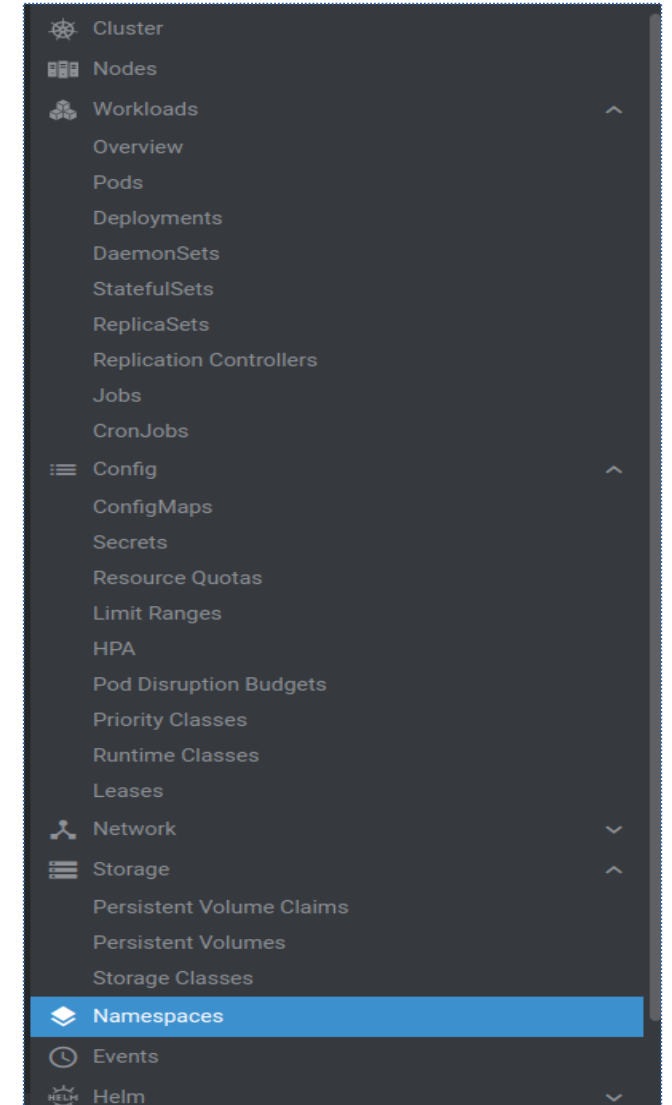 Cluster
Nodes
Workloads
Overview
Pods
Deployments
DaemonSets
StatefulSets
ReplicaSets
Replication Controllers
Jobs
CronJobs
Config
ConfigMaps
Secrets
Resource Quotas
Limit Ranges
HPA
Pod Disruption Budgets
Priority Classes
Runtime Classes
Leases
Network
Storage
Persistent Volume Claims
Persistent Volumes
Storage Classes
Namespaces
Events
HELM Helm